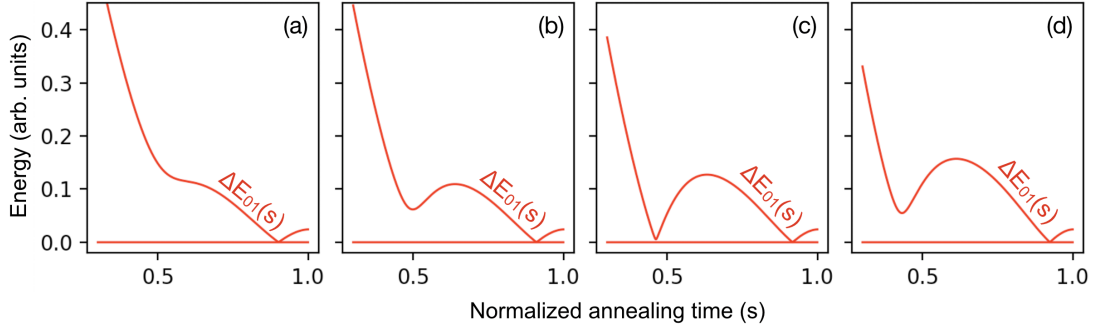 (a)
(b)
(c)
(d)
Energy (arb. units)
0.4
0.3
0.2
0.1
0.0
ΔE₀₁(s)
ΔE₀₁(s)
ΔE₀₁(s)
ΔE₀₁(s)
0.5 1.0
0.5 1.0
0.5 1.0
0.5 1.0
Normalized annealing time (s)